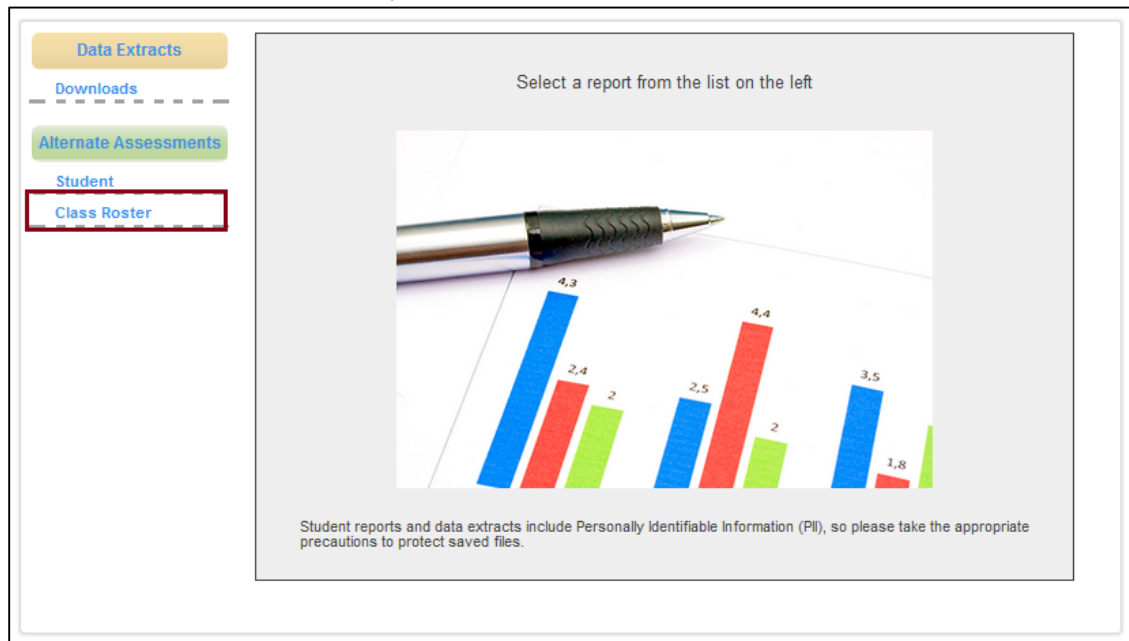 Data Extracts
Downloads
Alternate Assessments
Student
Class Roster
Select a report from the list on the left
4,3
2,4
2
2,5
4,4
2
3,5
1,8
Student reports and data extracts include Personally Identifiable Information (PII), so please take the appropriate
precautions to protect saved files.